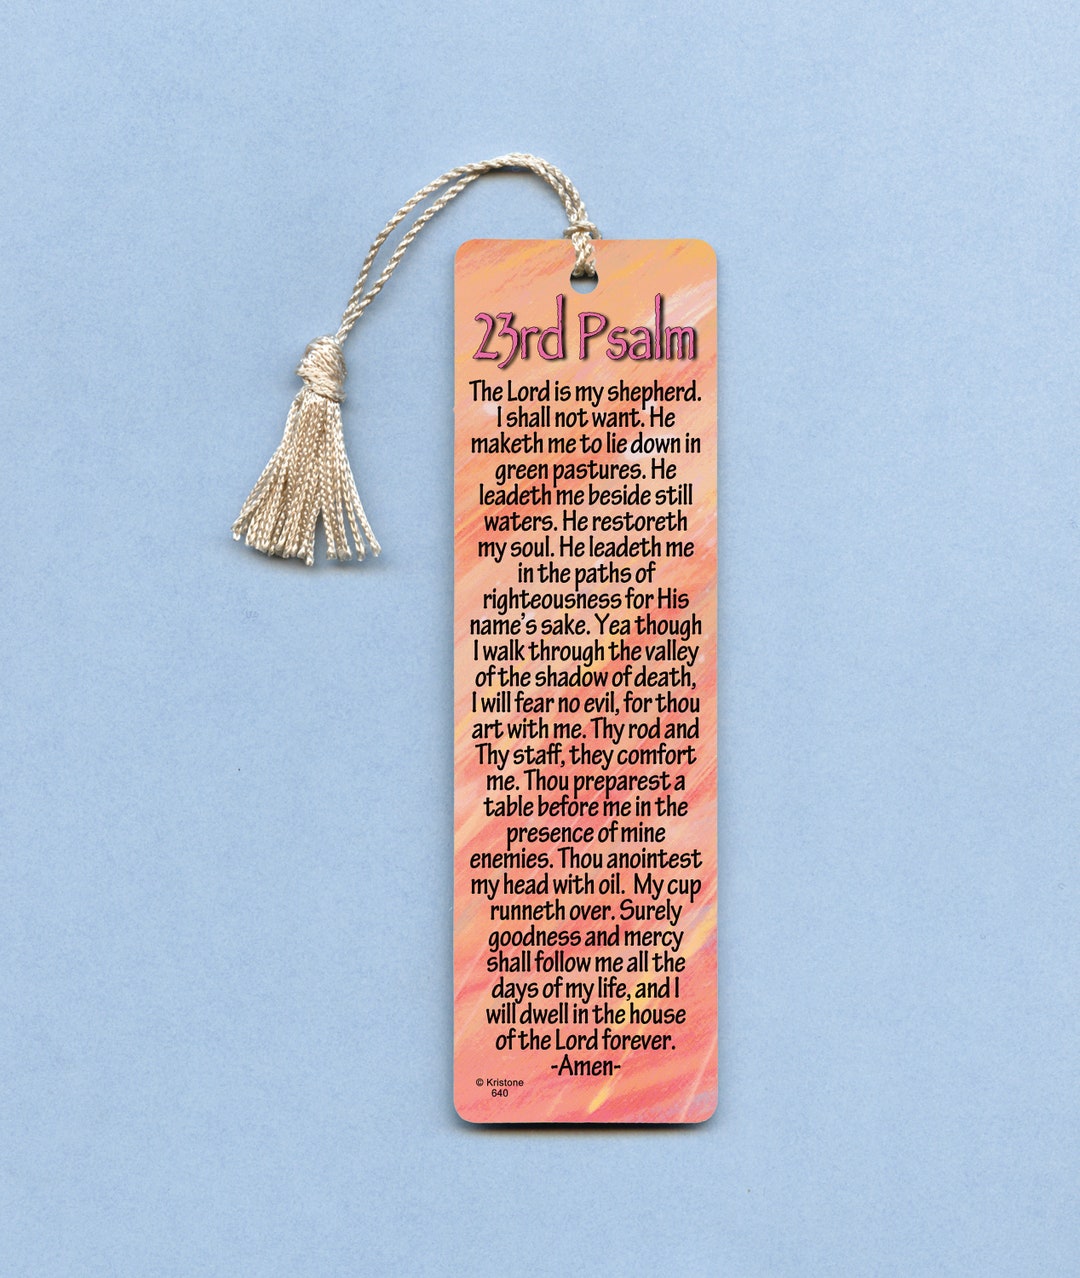 23rd Psalm
The Lord is my shepherd.
I shall not want. He
maketh me to lie down in
green pastures. He
leadeth me beside still
waters. He restoreth
my soul. He leadeth me
in the paths of
righteousness for His
name's sake. Yea though
I walk through the valley
of the shadow of death,
I will fear no evil, for thou
art with me. Thy rod and
Thy staff, they comfort
me. Thou preparest a
table before me in the
presence of mine
enemies. Thou anointest
my head with oil.  My cup
runneth over. Surely
goodness and mercy
shall follow me all the
days of my life, and I
will dwell in the house
of the Lord forever.
-Amen-
© Kristone
640